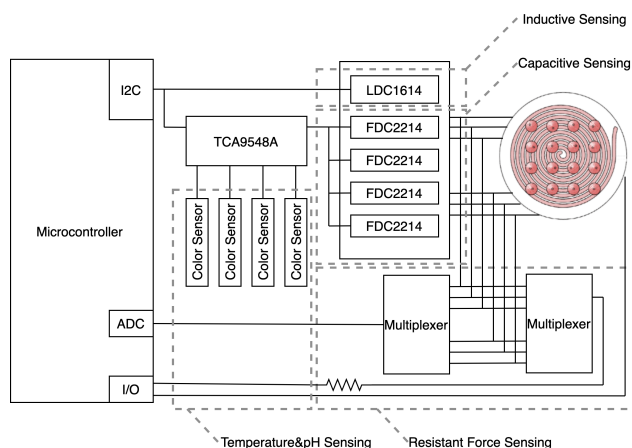 Inductive Sensing
Capacitive Sensing
I2C
LDC1614
TCA9548A
FDC2214
FDC2214
FDC2214
FDC2214
Color Sensor
Color Sensor
Color Sensor
Color Sensor
Microcontroller
ADC
Multiplexer
Multiplexer
I/O
Temperature&pH Sensing
Resistant Force Sensing